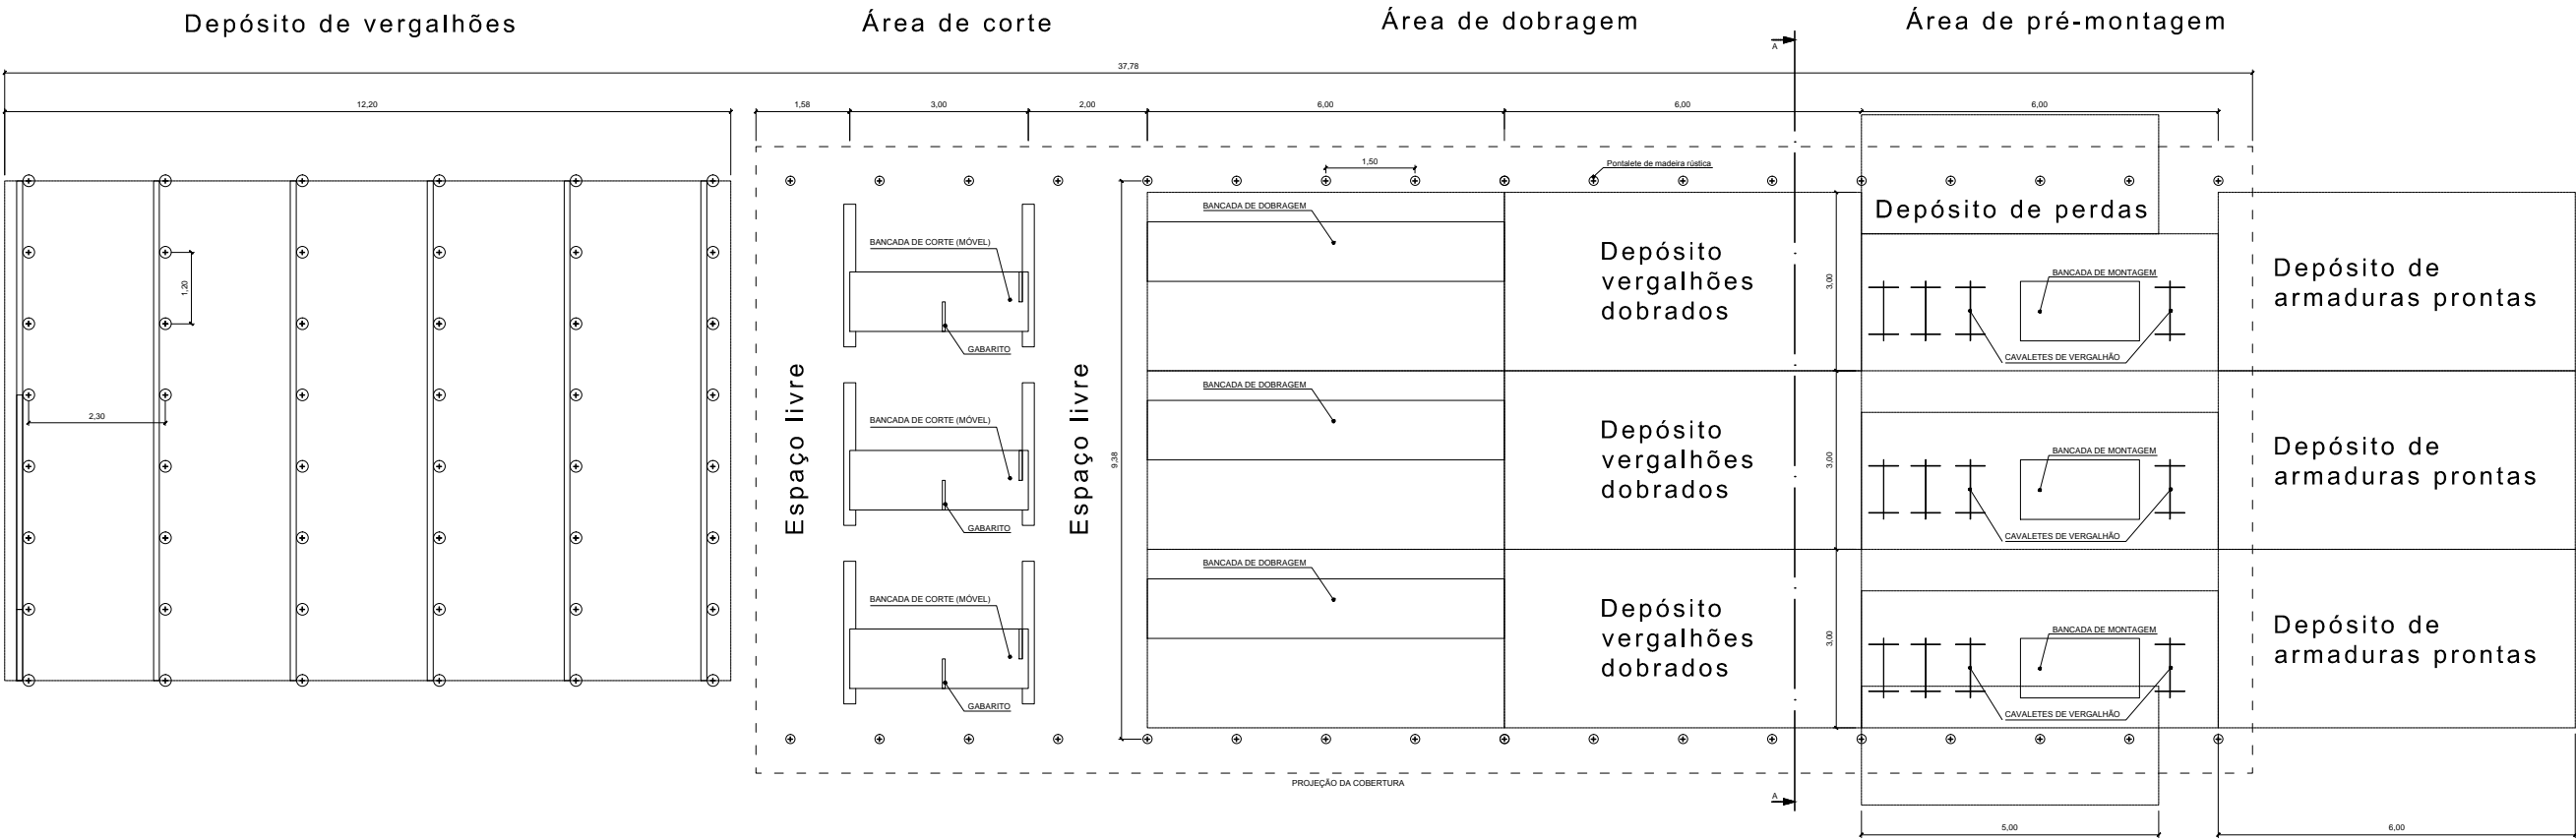 Depósito de vergalhões
Área de corte
Área de dobragem
Área de pré-montagem
A
37,78
12,20
1,58
3,00
2,00
6,00
6,00
6,00
1,50
Pontalete de madeira rústica
1,20
2,30
Espaço livre
Espaço livre
9,38
BANCADA DE CORTE (MÓVEL)
GABARITO
BANCADA DE CORTE (MÓVEL)
GABARITO
BANCADA DE CORTE (MÓVEL)
GABARITO
BANCADA DE DOBRAGEM
BANCADA DE DOBRAGEM
BANCADA DE DOBRAGEM
Depósito
vergalhões
dobrados
Depósito
vergalhões
dobrados
Depósito
vergalhões
dobrados
3,00
3,00
3,00
Depósito de perdas
BANCADA DE MONTAGEM
CAVALETES DE VERGALHÃO
BANCADA DE MONTAGEM
CAVALETES DE VERGALHÃO
BANCADA DE MONTAGEM
CAVALETES DE VERGALHÃO
Depósito de
armaduras prontas
Depósito de
armaduras prontas
Depósito de
armaduras prontas
PROJEÇÃO DA COBERTURA
A
5,00
6,00